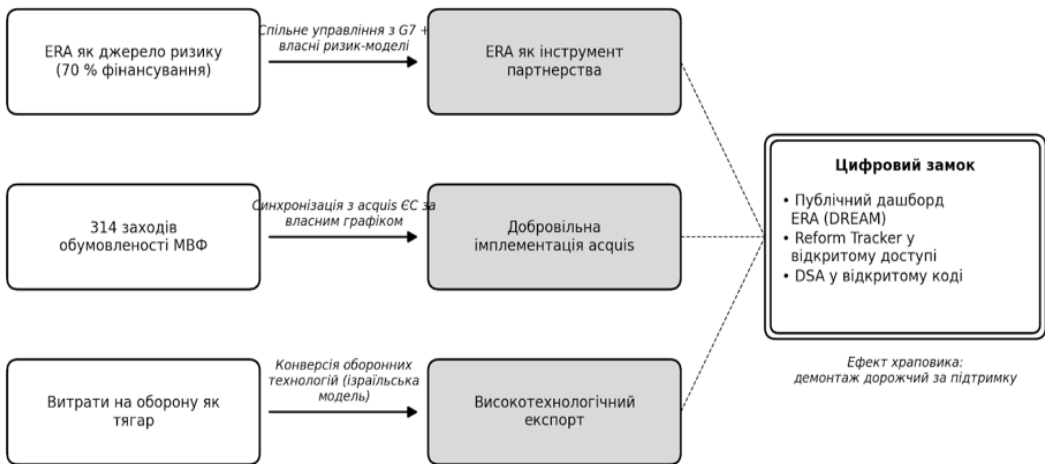 ERA як джерело ризику
(70 % фінансування)
Спільне управління з G7 +
власні ризик-моделі
ERA як інструмент
партнерства
314 заходів
обумовленості МВФ
Синхронізація з acquis ЄС за
власним графіком
Добровільна
імплементація acquis
Витрати на оборону як
тягар
Конверсія оборонних
технологій (ізраїльська
модель)
Високотехнологічний
експорт
Цифровий замок
• Публічний дашборд
ERA (DREAM)
• Reform Tracker у
відкритому доступі
• DSA у відкритому коді
Ефект храповика:
демонтаж дорожчий за підтримку